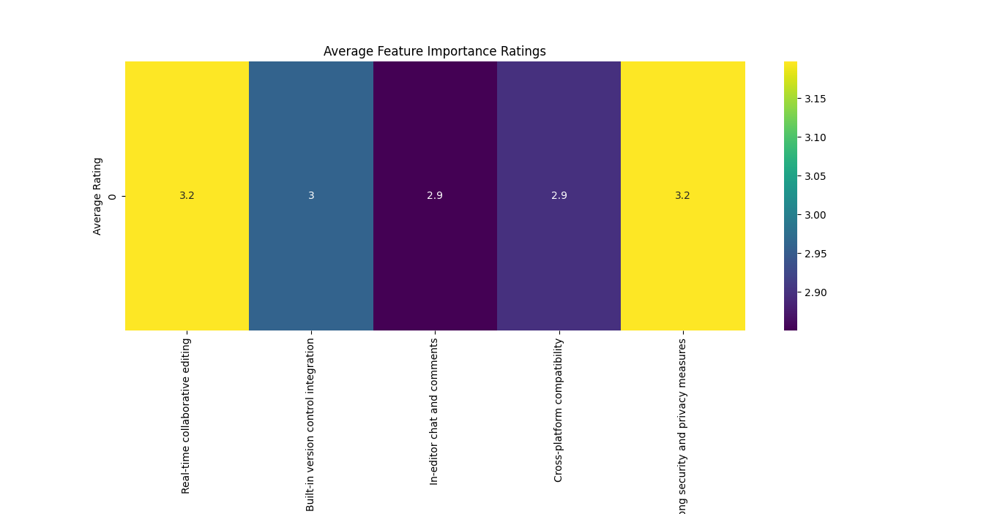 Average Feature Importance Ratings
Average Rating
0
3.2
3
2.9
2.9
3.2
3.15
3.10
3.05
3.00
2.95
2.90
Real-time collaborative editing
Built-in version control integration
In-editor chat and comments
Cross-platform compatibility
ong security and privacy measures